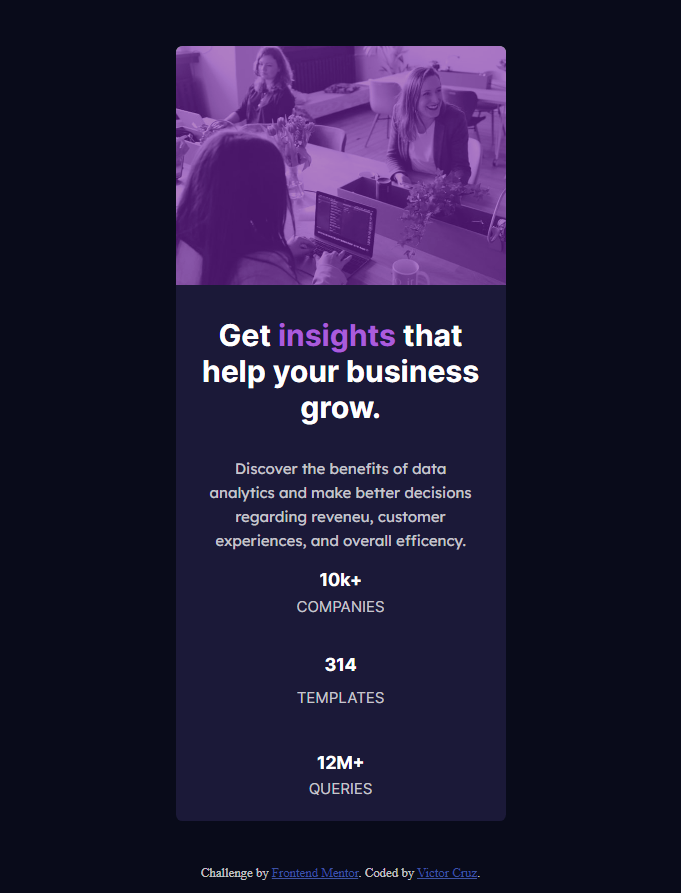 Get insights that
help your business
grow.
Discover the benefits of data
analytics and make better decisions
regarding reveneu, customer
experiences, and overall efficency.
10k+
COMPANIES
314
TEMPLATES
12M+
QUERIES
Challenge by Frontend Mentor. Coded by Victor Cruz.